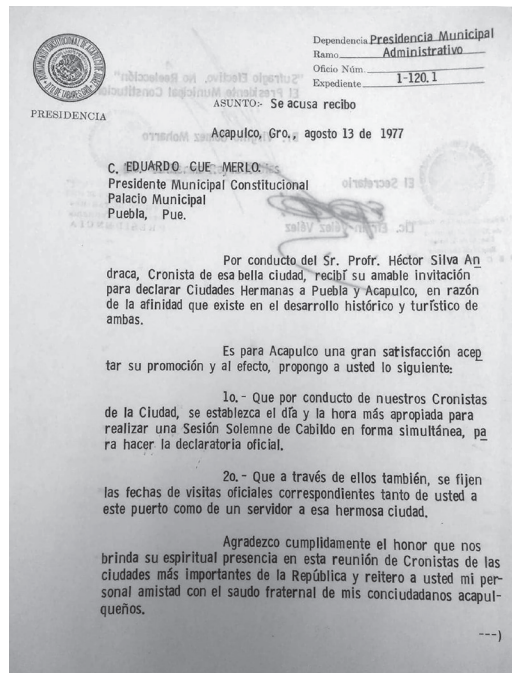 Dependencia Presidencia Municipal
Ramo Administrativo
Oficio Núm.
Expediente 1-120.1
PRESIDENCIA
ASUNTO:- Se acusa recibo
Acapulco, Gro., agosto 13 de 1977
C. EDUARDO CUE MERLO.
Presidente Municipal Constitucional
Palacio Municipal
Puebla, Pue.
Por conducto del Sr. Profr. Héctor Silva An
draca, Cronista de esa bella ciudad, recibí su amable invitación
para declarar Ciudades Hermanas a Puebla y Acapulco, en razón
de la afinidad que existe en el desarrollo histórico y turístico de
ambas.
Es para Acapulco una gran satisfacción acep
tar su promoción y al efecto, propongo a usted lo siguiente:
1o. - Que por conducto de nuestros Cronistas
de la Ciudad, se establezca el día y la hora más apropiada para
realizar una Sesión Solemne de Cabildo en forma simultánea, pa
ra hacer la declaratoria oficial.
2o. - Que a través de ellos también, se fijen
las fechas de visitas oficiales correspondientes tanto de usted a
este puerto como de un servidor a esa hermosa ciudad.
Agradezco cumplidamente el honor que nos
brinda su espiritual presencia en esta reunión de Cronistas de las
ciudades más importantes de la República y reitero a usted mi per-
sonal amistad con el saudo fraternal de mis conciudadanos acapul-
queños.
---)